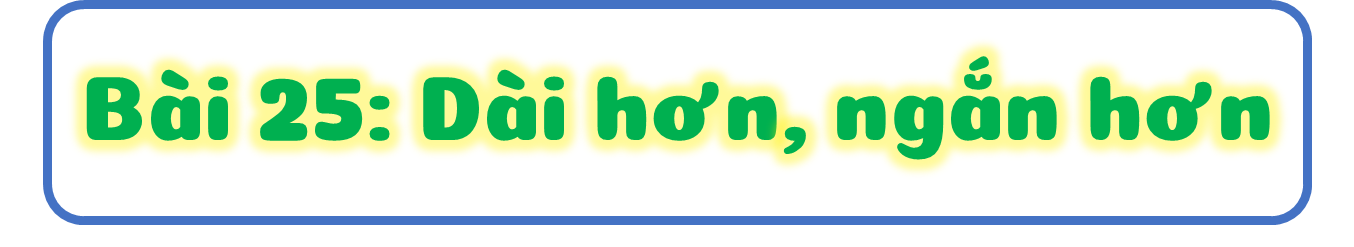 Bài 25: Dài hơn, ngắn hơn